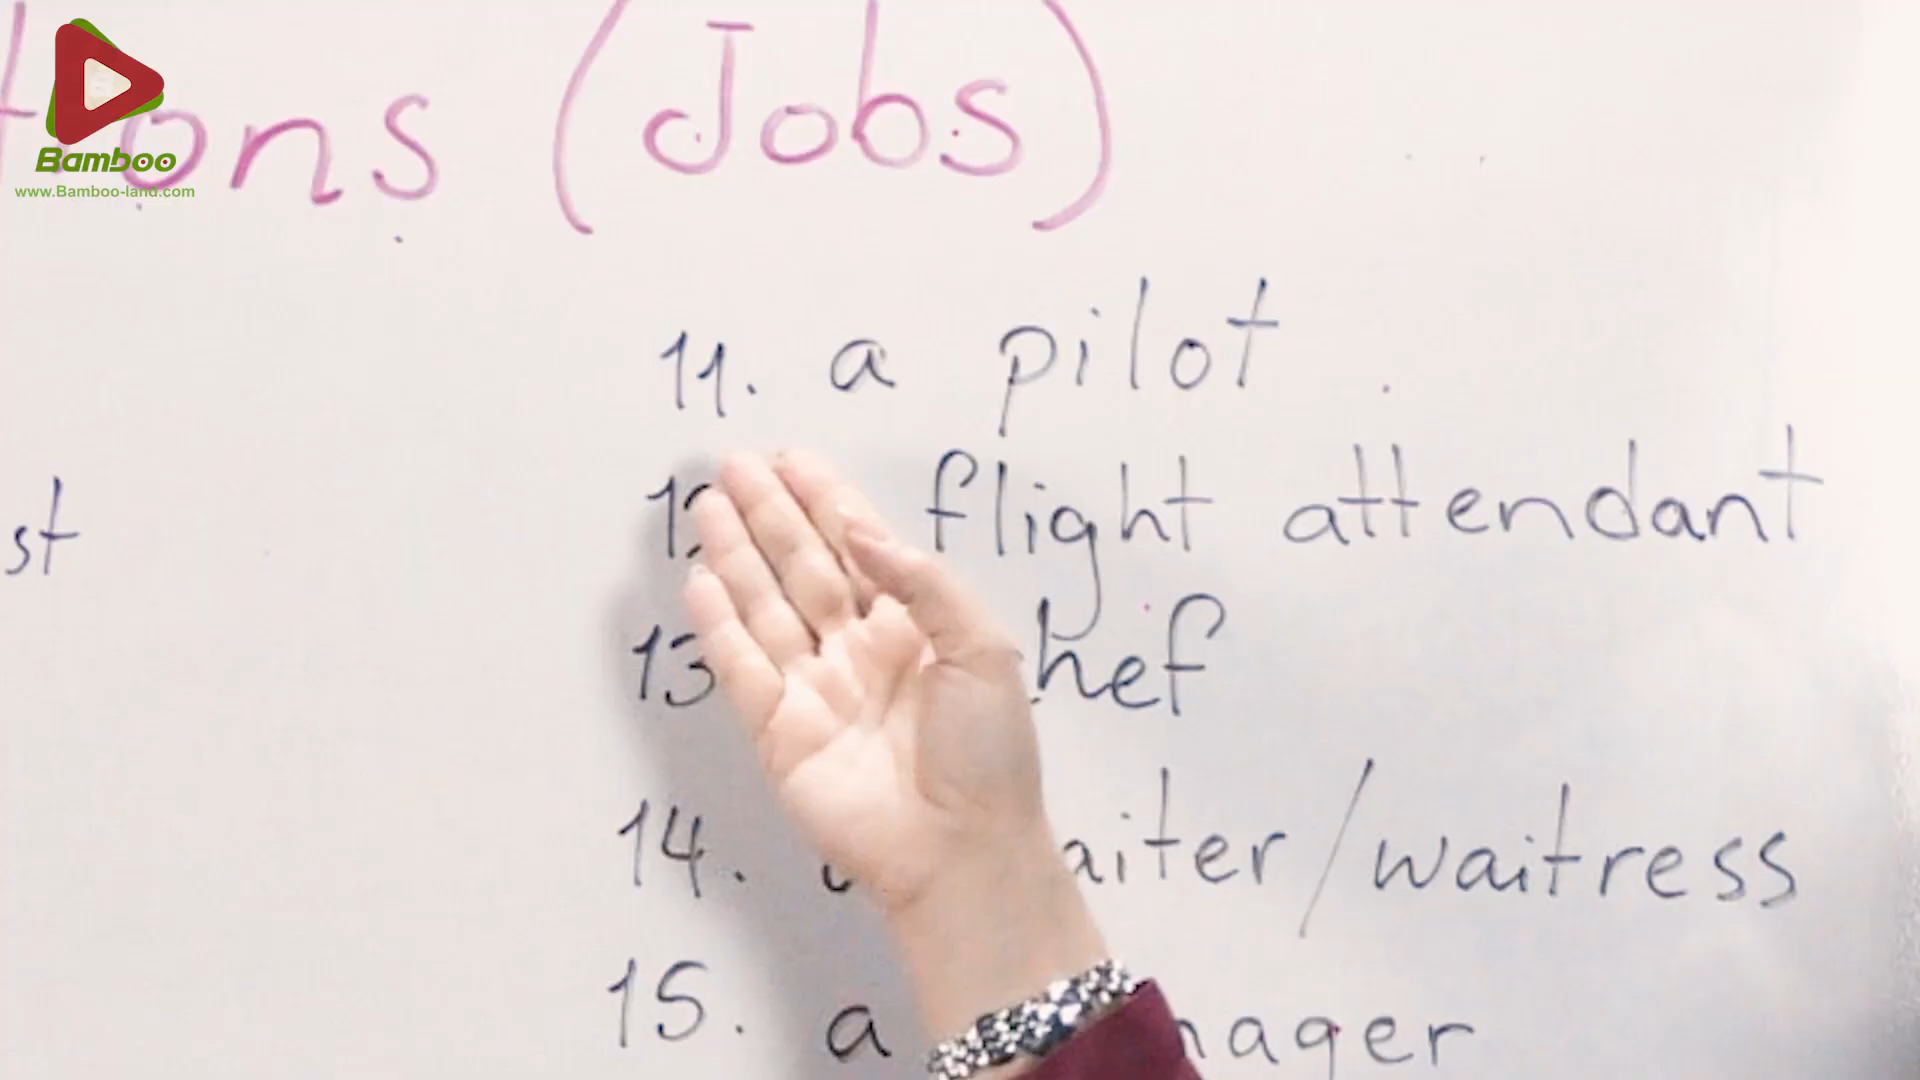 Bamboo
www.Bamboo-land.com
ons (Jobs)
11. a pilot
flight attendant
st
13
hef
14. aiter/waitress
15. a nager